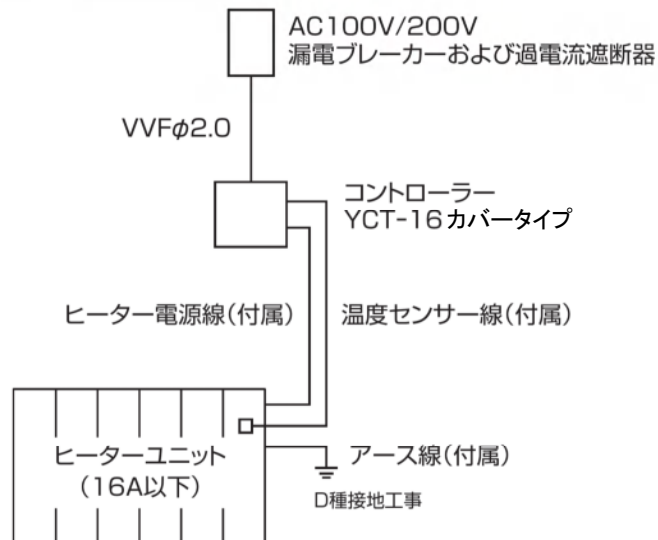 AC100V/200V
漏電ブレーカーおよび過電流遮断器
VVFφ2.0
コントローラー
YCT-16カバータイプ
ヒーター電源線(付属)
温度センサー線(付属)
ヒーターユニット
(16A以下)
アース線(付属)
D種接地工事